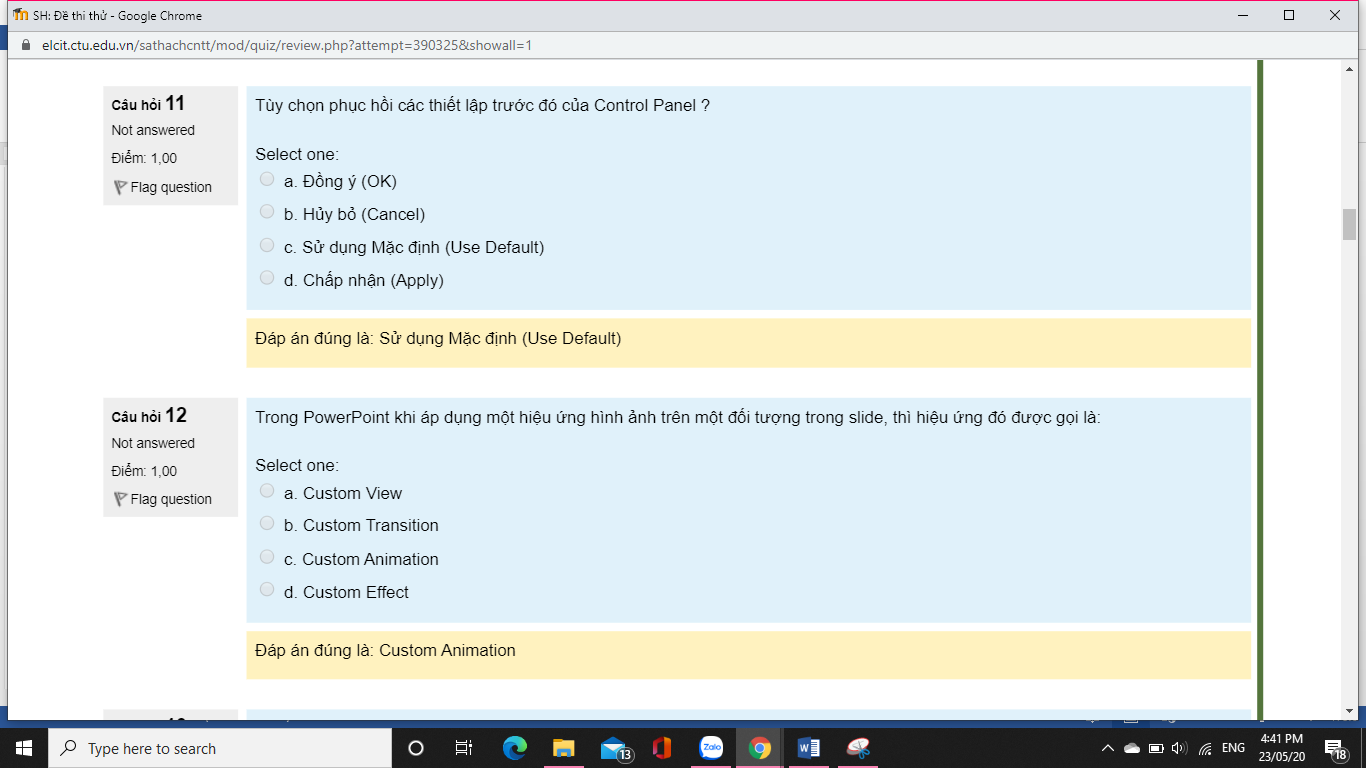 SH: Đề thi thử - Google Chrome
elcit.ctu.edu.vn/sathachcntt/mod/quiz/review.php?attempt=390325&showall=1
Câu hỏi 11
Not answered
Điểm: 1,00
Flag question
Tùy chọn phục hồi các thiết lập trước đó của Control Panel ?
Select one:
a. Đồng ý (OK)
b. Hủy bỏ (Cancel)
c. Sử dụng Mặc định (Use Default)
d. Chấp nhận (Apply)
Đáp án đúng là: Sử dụng Mặc định (Use Default)
Câu hỏi 12
Not answered
Điểm: 1,00
Flag question
Trong PowerPoint khi áp dụng một hiệu ứng hình ảnh trên một đối tượng trong slide, thì hiệu ứng đó được gọi là:
Select one:
a. Custom View
b. Custom Transition
c. Custom Animation
d. Custom Effect
Đáp án đúng là: Custom Animation
Type here to search
13
Zalo
ENG
4:41 PM
23/05/20
18